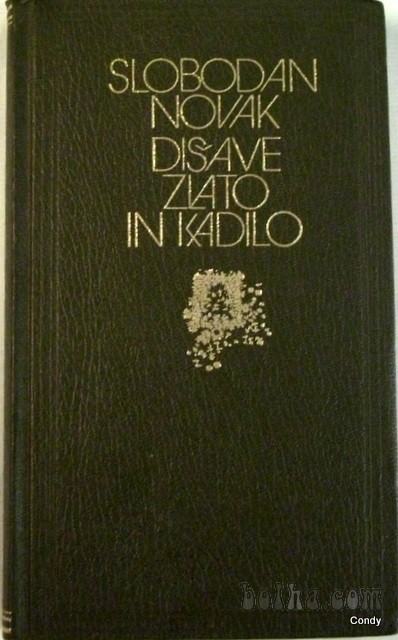 SLOBODAN
NOVAK
DIŠAVE
ZLATO
IN KADILO
bolha.com
Condy